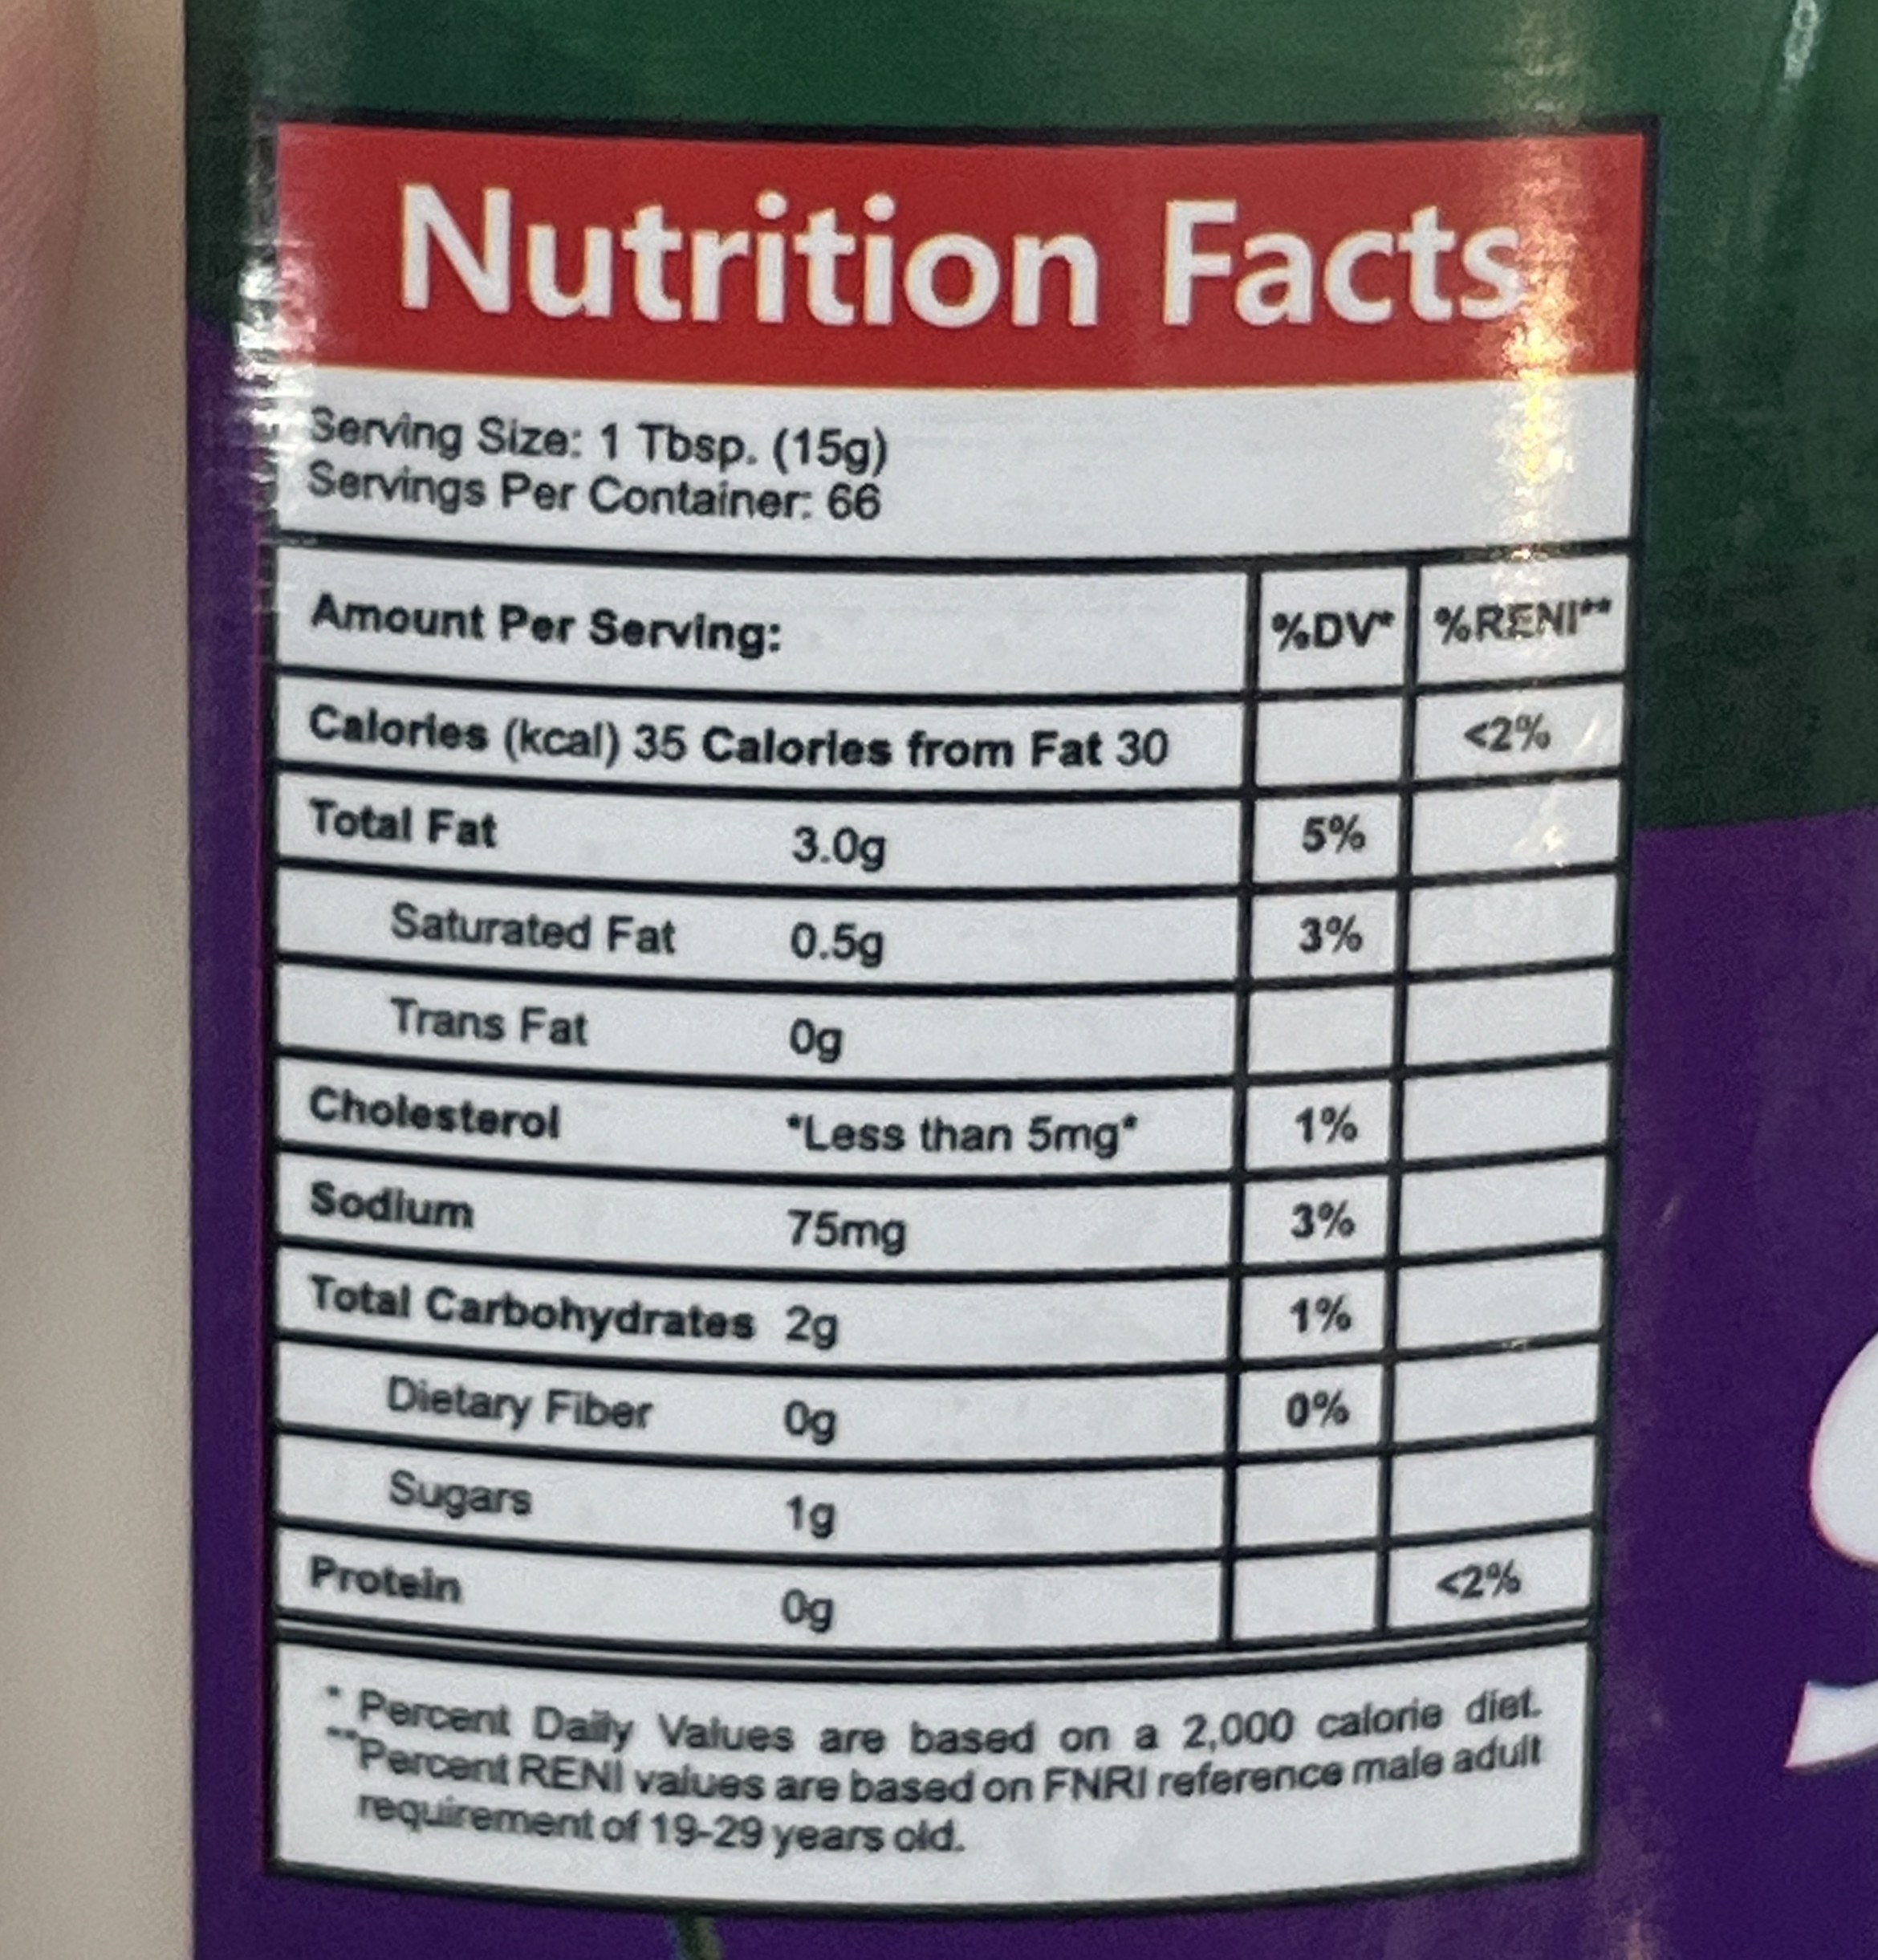 Nutrition Facts
Serving Size: 1 Tbsp. (15g)
Servings Per Container: 66
Amount Per Serving: %DV* %RENI**
Calories (kcal) 35 Calories from Fat 30 <2%
Total Fat 3.0g 5%
Saturated Fat 0.5g 3%
Trans Fat 0g
Cholesterol *Less than 5mg* 1%
Sodium 75mg 3%
Total Carbohydrates 2g 1%
Dietary Fiber 0g 0%
Sugars 1g
Protein 0g <2%
* Percent Daily Values are based on a 2,000 calorie diet.
**Percent RENI values are based on FNRI reference male adult
requirement of 19-29 years old.